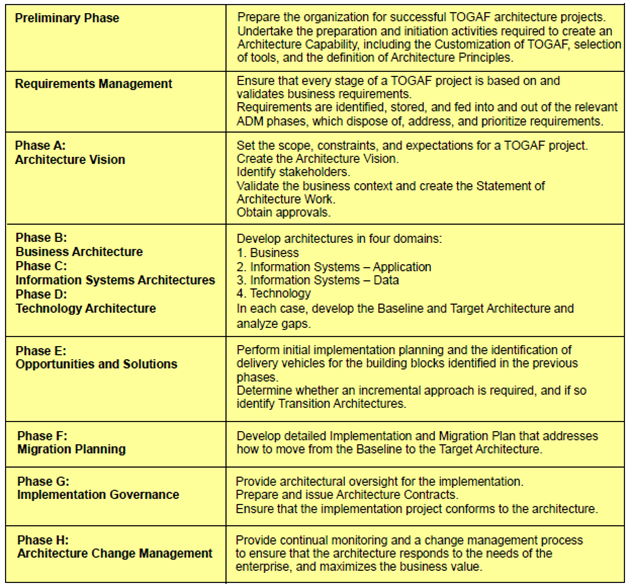 Preliminary Phase
Prepare the organization for successful TOGAF architecture projects.
Undertake the preparation and initiation activities required to create an
Architecture Capability, including the Customization of TOGAF, selection
of tools, and the definition of Architecture Principles.
Requirements Management
Ensure that every stage of a TOGAF project is based on and
validates business requirements.
Requirements are identified, stored, and fed into and out of the relevant
ADM phases, which dispose of, address, and prioritize requirements.
Phase A:
Architecture Vision
Set the scope, constraints, and expectations for a TOGAF project.
Create the Architecture Vision.
Identify stakeholders.
Validate the business context and create the Statement of
Architecture Work.
Obtain approvals.
Phase B:
Business Architecture
Phase C:
Information Systems Architectures
Phase D:
Technology Architecture
Develop architectures in four domains:
1. Business
2. Information Systems – Application
3. Information Systems – Data
4. Technology
In each case, develop the Baseline and Target Architecture and
analyze gaps.
Phase E:
Opportunities and Solutions
Perform initial implementation planning and the identification of
delivery vehicles for the building blocks identified in the previous
phases.
Determine whether an incremental approach is required, and if so
identify Transition Architectures.
Phase F:
Migration Planning
Develop detailed Implementation and Migration Plan that addresses
how to move from the Baseline to the Target Architecture.
Phase G:
Implementation Governance
Provide architectural oversight for the implementation.
Prepare and issue Architecture Contracts.
Ensure that the implementation project conforms to the architecture.
Phase H:
Architecture Change Management
Provide continual monitoring and a change management process
to ensure that the architecture responds to the needs of the
enterprise, and maximizes the business value.